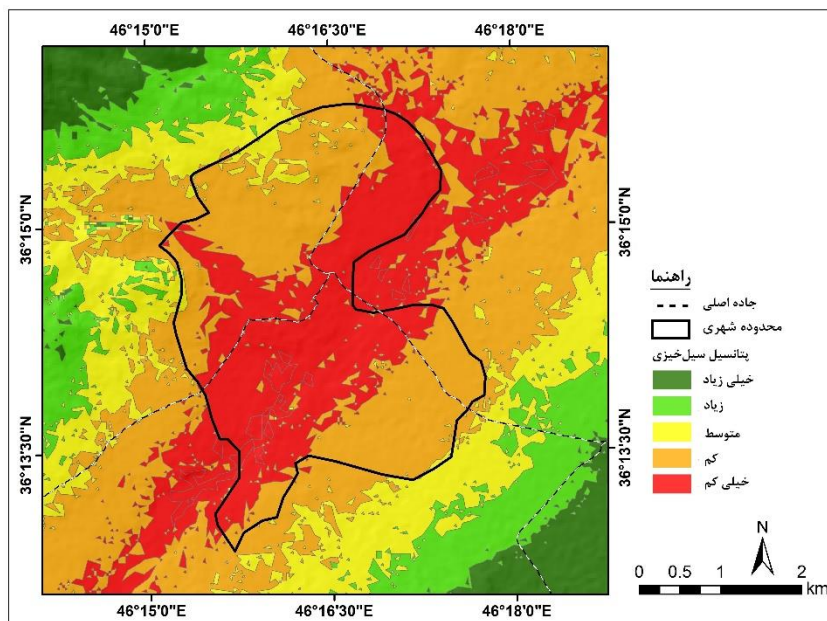 46°15'0"E 46°16'30"E 46°18'0"E
36°15'0"N
36°13'30"N
36°15'0"N
36°13'30"N
46°15'0"E 46°16'30"E 46°18'0"E
راهنما
جاده اصلی
محدوده شهری
پتانسیل سیل‌خیزی
خیلی زیاد
زیاد
متوسط
کم
خیلی کم
N
0 0.5 1 2
km